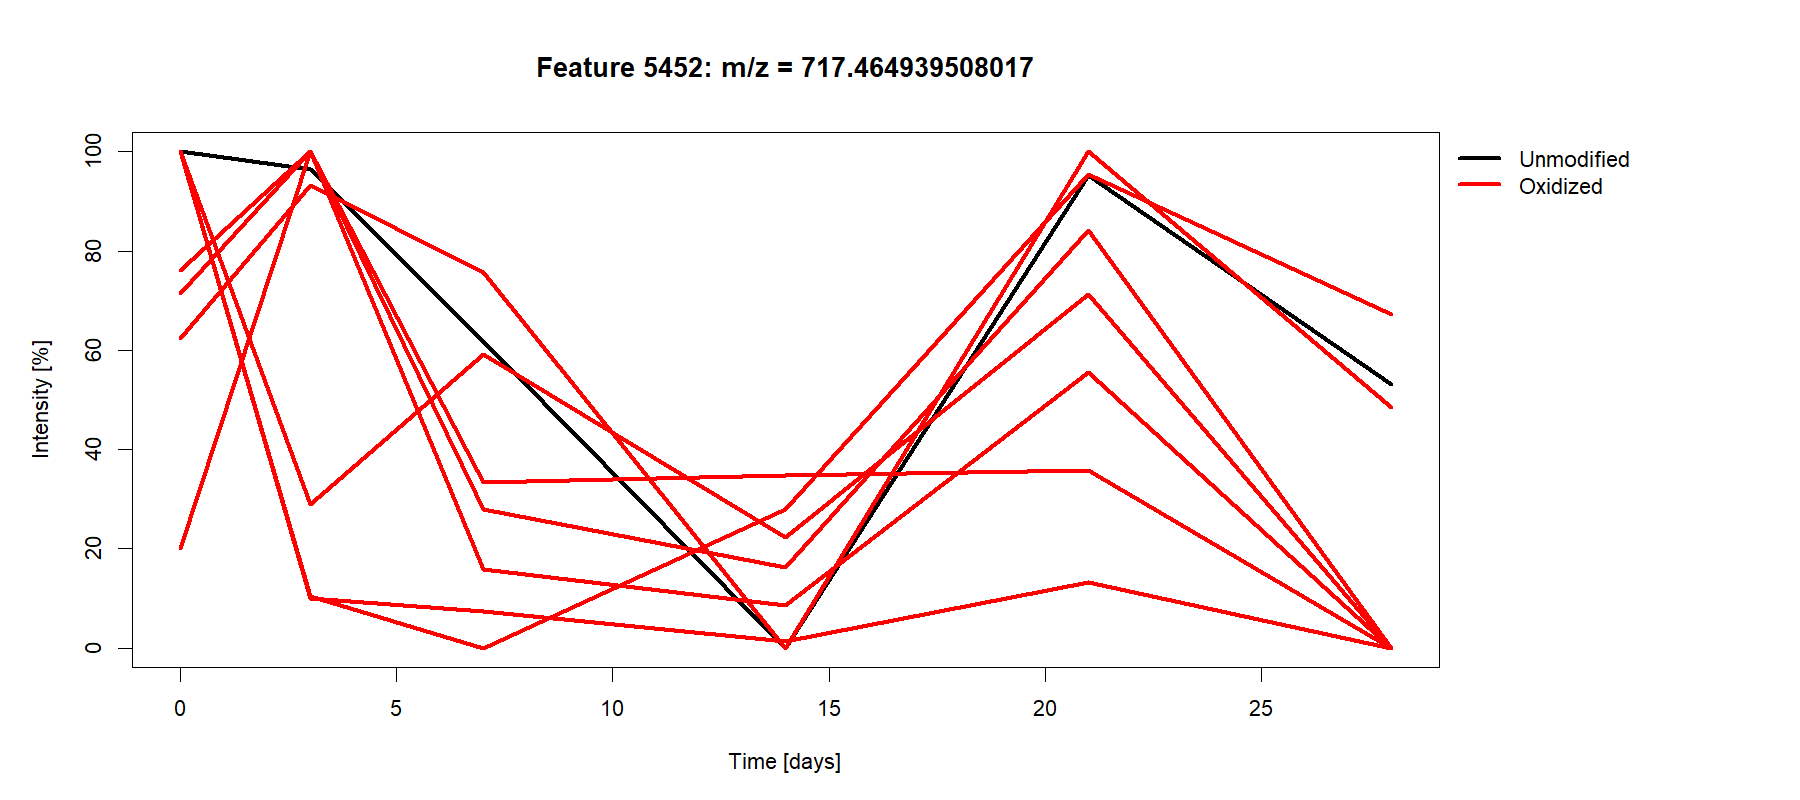 Feature 5452: m/z = 717.464939508017
Unmodified
Oxidized
Intensity [%]
100
80
60
40
20
0
0 5 10 15 20 25
Time [days]